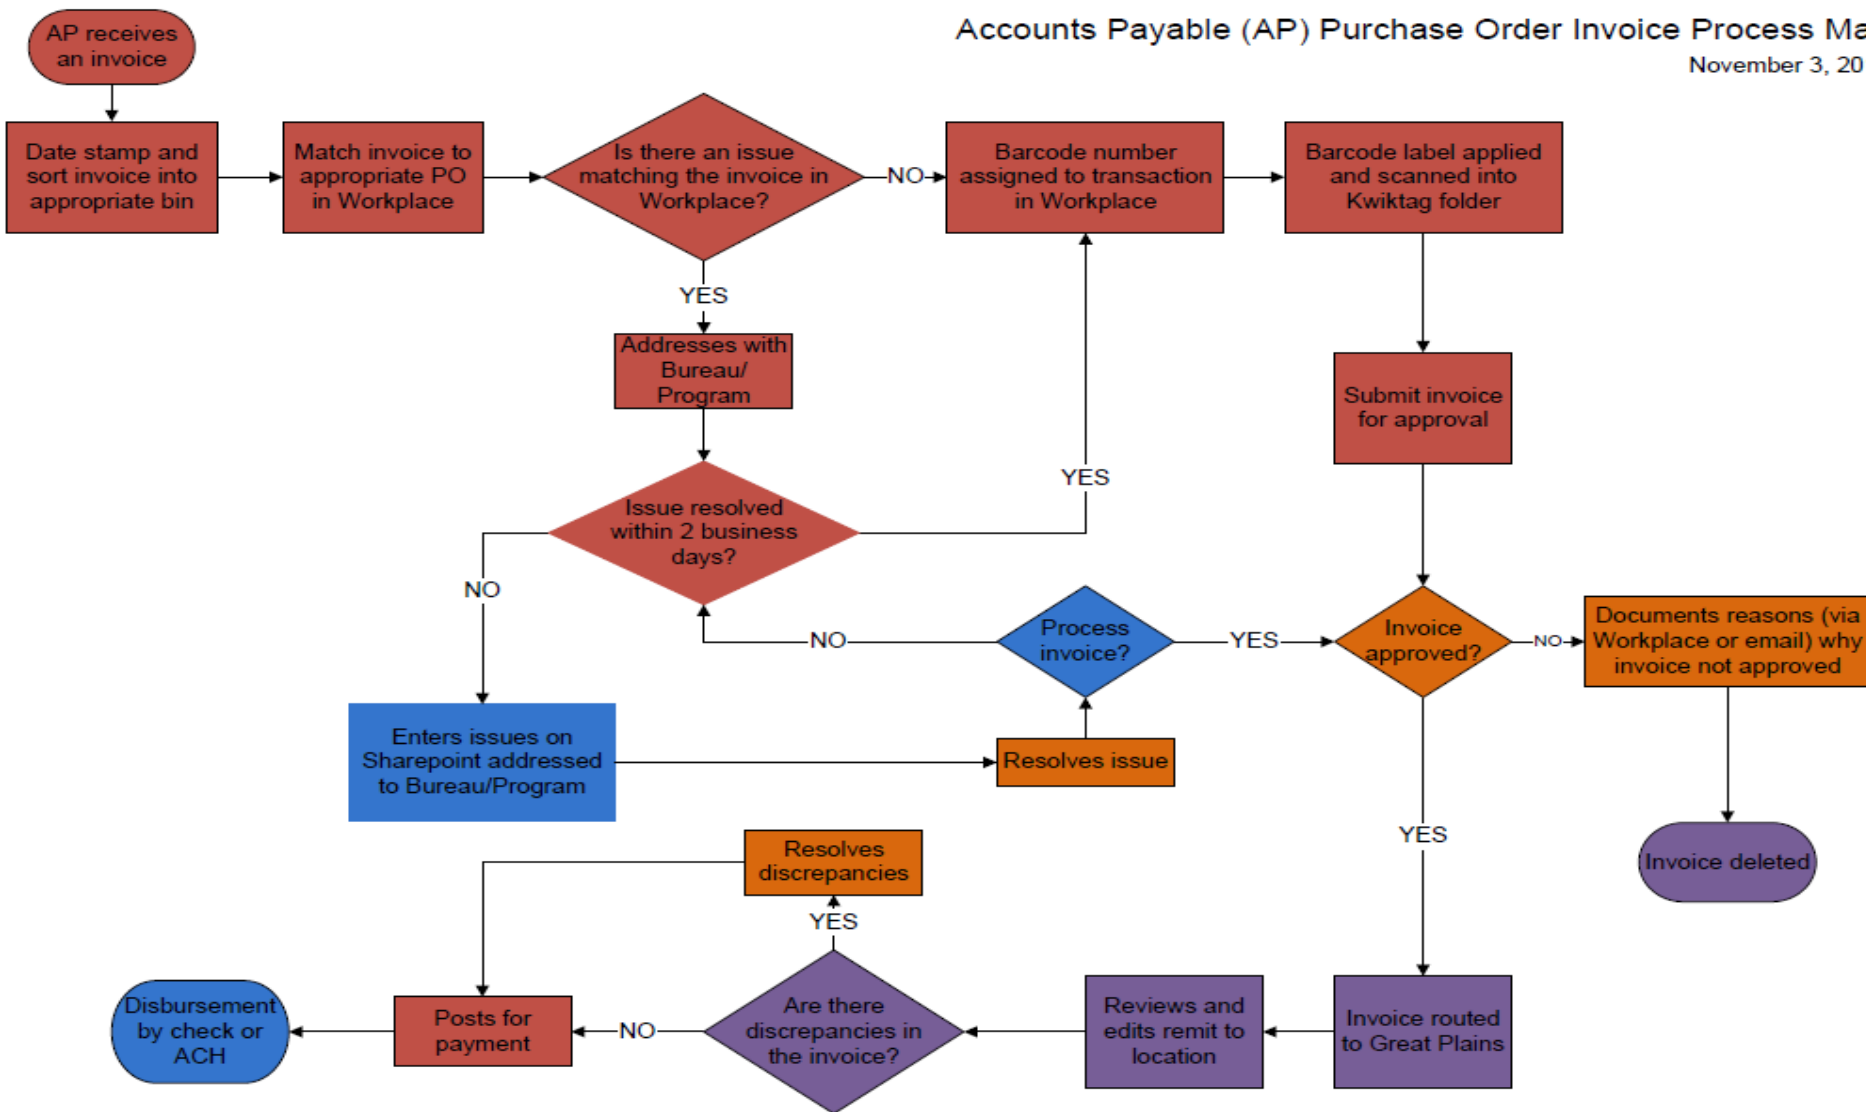 Accounts Payable (AP) Purchase Order Invoice Process Ma
November 3, 20
AP receives
an invoice
Date stamp and
sort invoice into
appropriate bin
Match invoice to
appropriate PO
in Workplace
Is there an issue
matching the invoice in
Workplace?
NO
Barcode number
assigned to transaction
in Workplace
Barcode label applied
and scanned into
Kwiktag folder
YES
Addresses with
Bureau/
Program
Submit invoice
for approval
YES
Issue resolved
within 2 business
days?
NO
NO
Process
invoice?
YES
Invoice
approved?
NO
Documents reasons (via
Workplace or email) why
invoice not approved
Enters issues on
Sharepoint addressed
to Bureau/Program
Resolves issue
YES
Invoice deleted
Resolves
discrepancies
YES
Disbursement
by check or
ACH
Posts for
payment
NO
Are there
discrepancies in
the invoice?
Reviews and
edits remit to
location
Invoice routed
to Great Plains